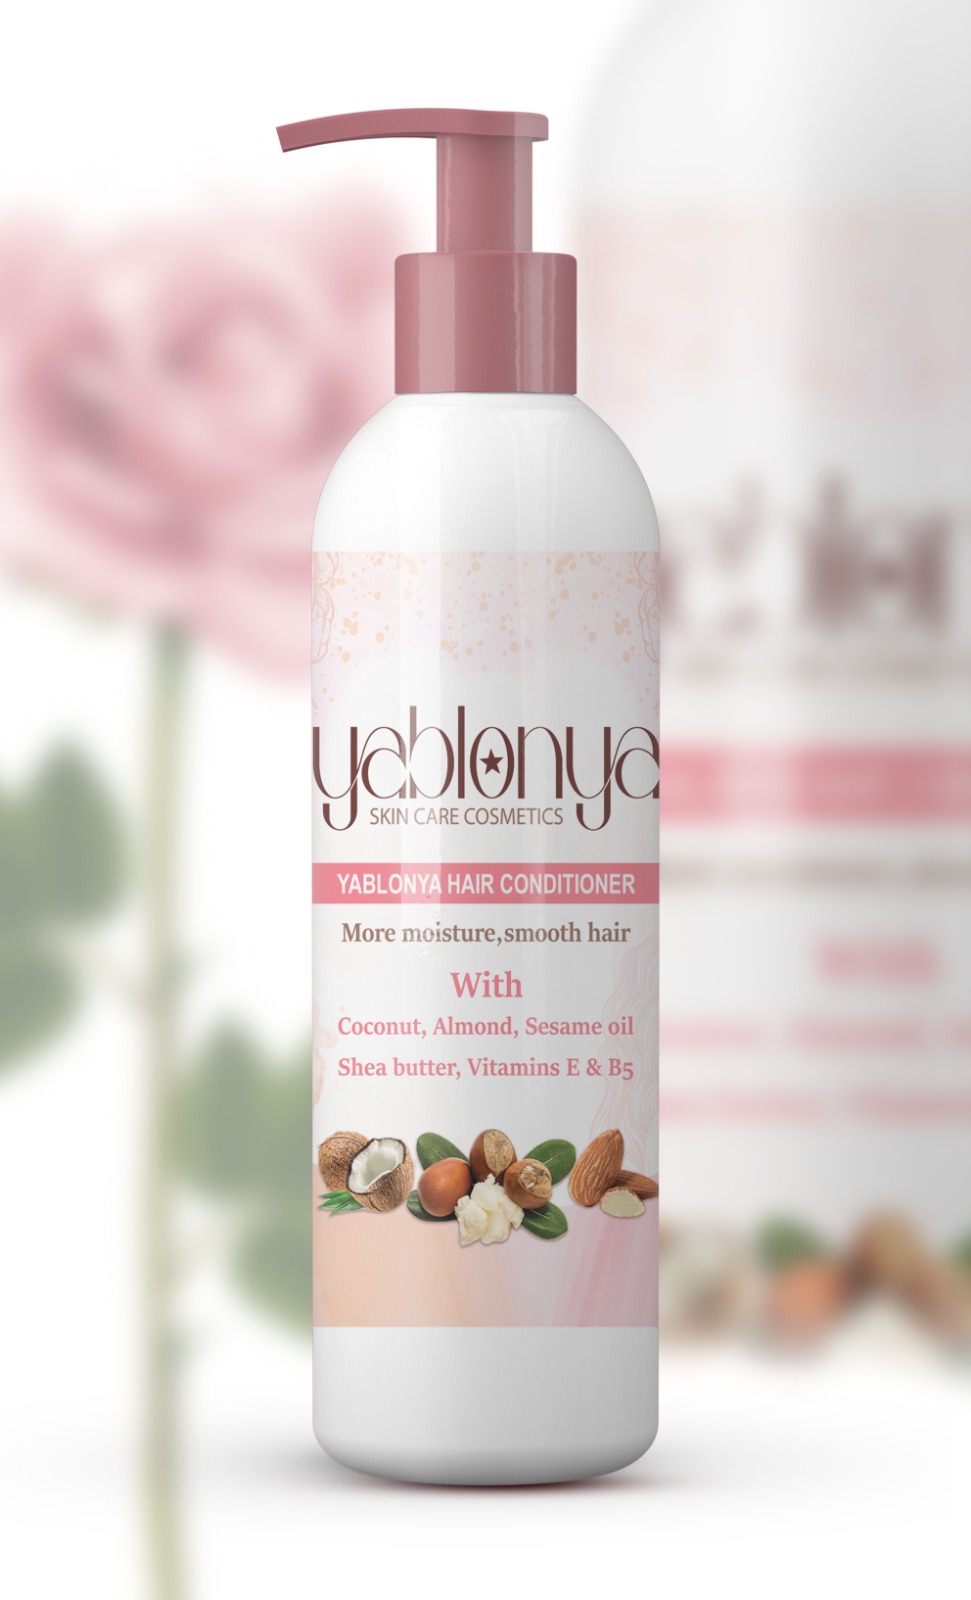 yablonya
SKIN CARE COSMETICS
YABLONYA HAIR CONDITIONER
More moisture,smooth hair
With
Coconut, Almond, Sesame oil
Shea butter, Vitamins E & B5